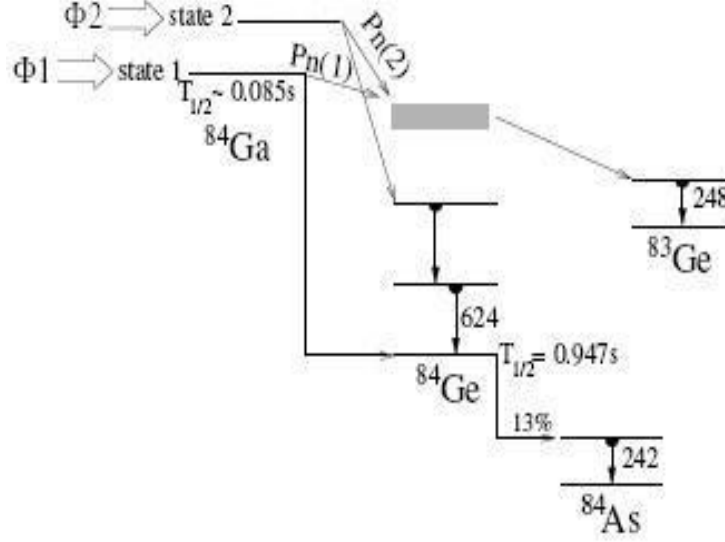 Φ2 state 2
Φ1 state 1
Pn(1)
Pn(2)
T1/2 ~ 0.085s
84Ga
248
83Ge
624
T1/2 = 0.947s
84Ge
13%
242
84As